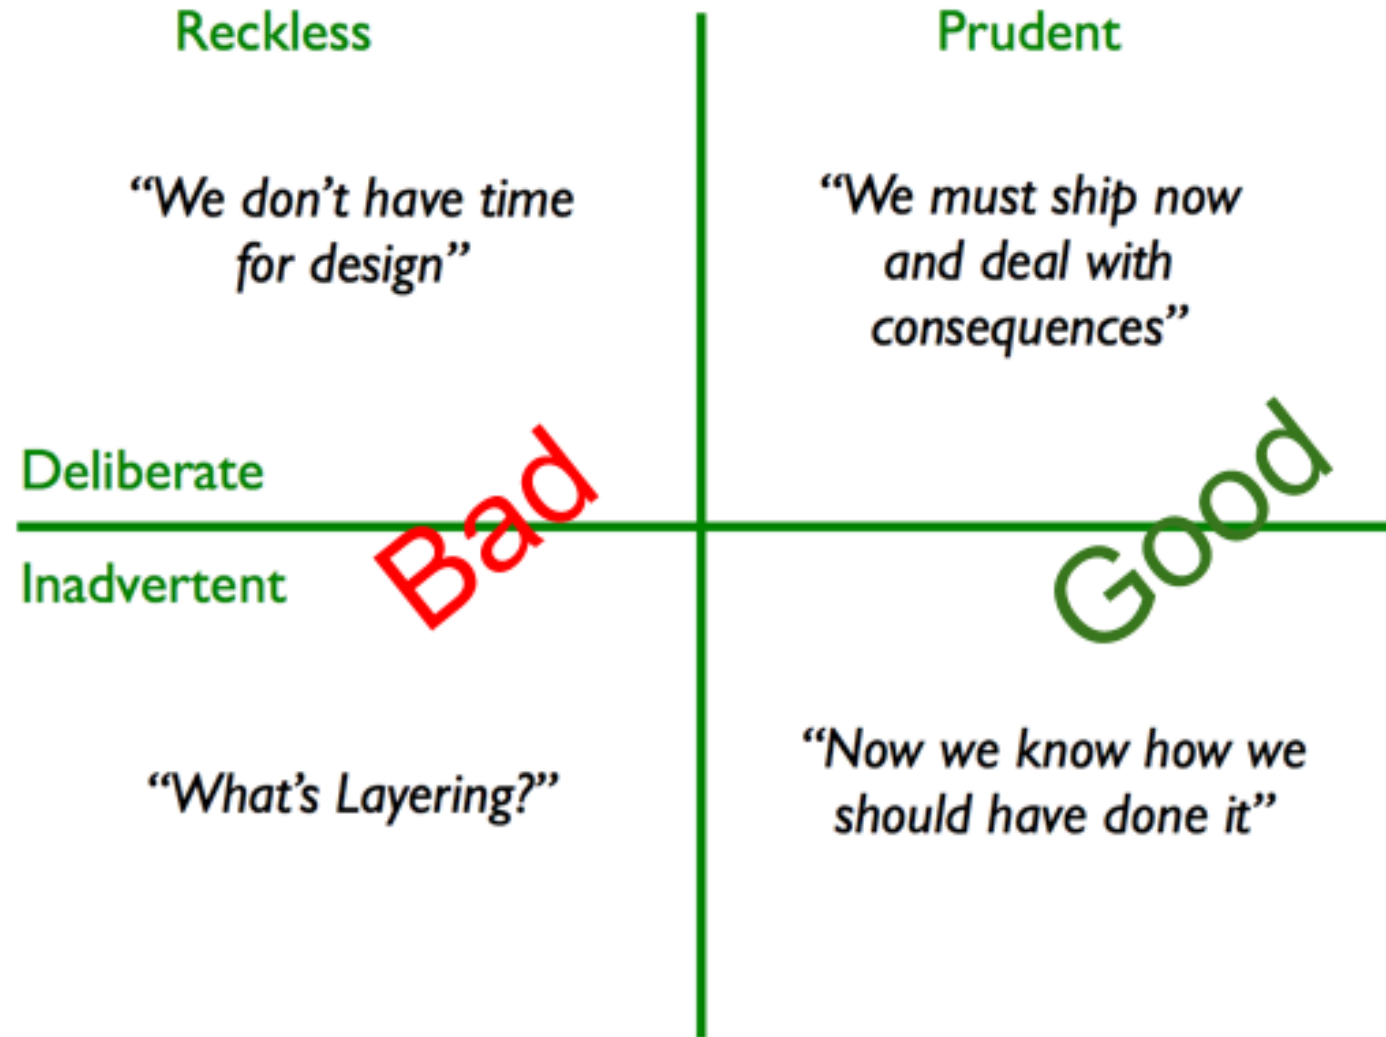 Reckless
Prudent
“We don’t have time
for design”
“We must ship now
and deal with
consequences”
Deliberate
Bad
Good
Inadvertent
“What’s Layering?”
“Now we know how we
should have done it”